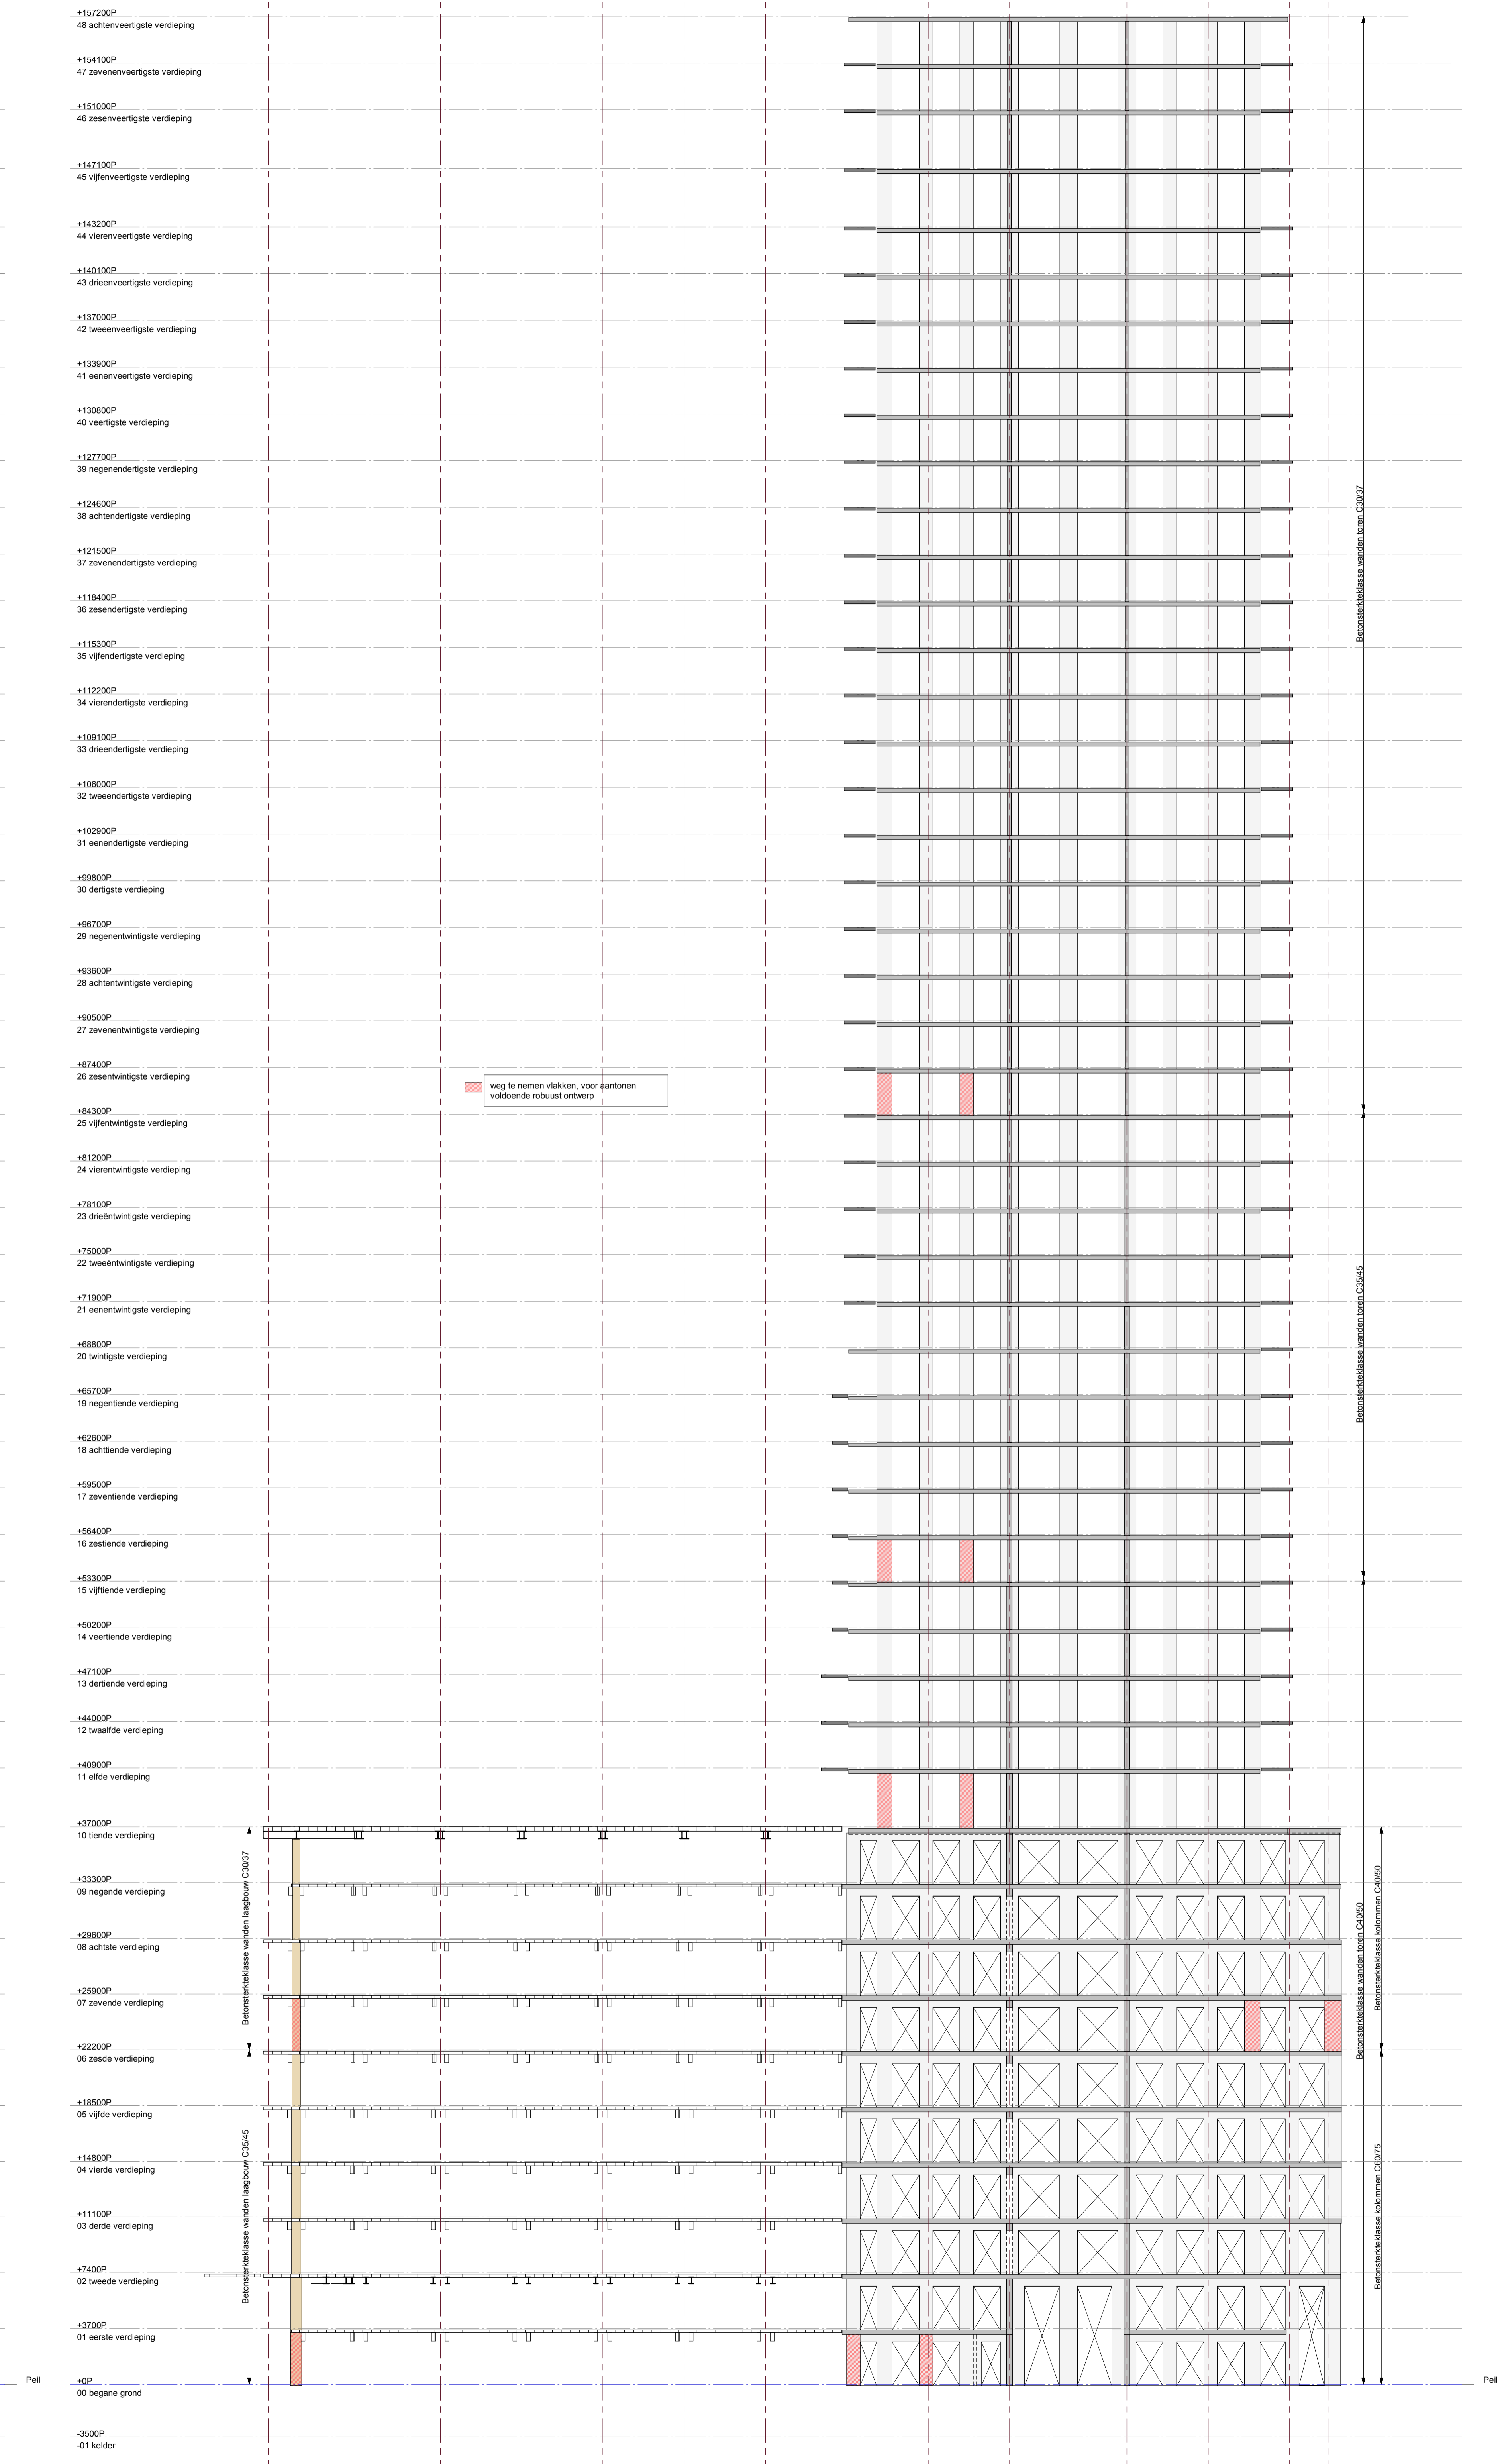 +157200P
48 achtenveertigste verdieping
+154100P
47 zevenenveertigste verdieping
+151000P
46 zesenveertigste verdieping
+147100P
45 vijfenveertigste verdieping
+143200P
44 vierenveertigste verdieping
+140100P
43 drieenveertigste verdieping
+137000P
42 tweeenveertigste verdieping
+133900P
41 eenenveertigste verdieping
+130800P
40 veertigste verdieping
+127700P
39 negenendertigste verdieping
+124600P
38 achtendertigste verdieping
+121500P
37 zevenendertigste verdieping
+118400P
36 zesendertigste verdieping
+115300P
35 vijfendertigste verdieping
+112200P
34 vierendertigste verdieping
+109100P
33 drieendertigste verdieping
+106000P
32 tweeendertigste verdieping
+102900P
31 eenendertigste verdieping
+99800P
30 dertigste verdieping
+96700P
29 negenentwintigste verdieping
+93600P
28 achtentwintigste verdieping
+90500P
27 zevenentwintigste verdieping
+87400P
26 zesentwintigste verdieping
+84300P
25 vijfentwintigste verdieping
+81200P
24 vierentwintigste verdieping
+78100P
23 drieëntwintigste verdieping
+75000P
22 tweeëntwintigste verdieping
+71900P
21 eenentwintigste verdieping
+68800P
20 twintigste verdieping
+65700P
19 negentiende verdieping
+62600P
18 achttiende verdieping
+59500P
17 zeventiende verdieping
+56400P
16 zestiende verdieping
+53300P
15 vijftiende verdieping
+50200P
14 veertiende verdieping
+47100P
13 dertiende verdieping
+44000P
12 twaalfde verdieping
+40900P
11 elfde verdieping
+37000P
10 tiende verdieping
+33300P
09 negende verdieping
+29600P
08 achtste verdieping
+25900P
07 zevende verdieping
+22200P
06 zesde verdieping
+18500P
05 vijfde verdieping
+14800P
04 vierde verdieping
+11100P
03 derde verdieping
+7400P
02 tweede verdieping
+3700P
01 eerste verdieping
Peil
+0P
00 begane grond
-3500P
-01 kelder
weg te nemen vlakken, voor aantonen
voldoende robuust ontwerp
Betonsterkteklasse wanden laagbouw C30/37
Betonsterkteklasse wanden laagbouw C35/45
Betonsterkteklasse wanden toren C30/37
Betonsterkteklasse wanden toren C35/45
Betonsterkteklasse wanden toren C40/50
Betonsterkteklasse kolommen C40/50
Betonsterkteklasse kolommen C60/75
Peil